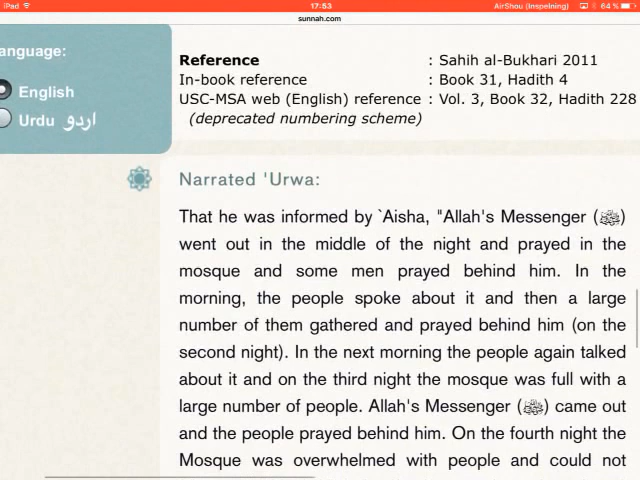 iPad 17:53 AirShou (Inspelning) 64 %
sunnah.com
anguage:
English
Urdu اردو
Reference : Sahih al-Bukhari 2011
In-book reference : Book 31, Hadith 4
USC-MSA web (English) reference : Vol. 3, Book 32, Hadith 228
(deprecated numbering scheme)
Narrated 'Urwa:
That he was informed by `Aisha, "Allah's Messenger (ﷺ)
went out in the middle of the night and prayed in the
mosque and some men prayed behind him. In the
morning, the people spoke about it and then a large
number of them gathered and prayed behind him (on the
second night). In the next morning the people again talked
about it and on the third night the mosque was full with a
large number of people. Allah's Messenger (ﷺ) came out
and the people prayed behind him. On the fourth night the
Mosque was overwhelmed with people and could not